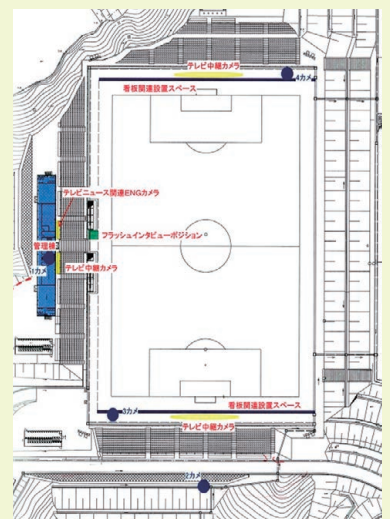 テレビ中継カメラ
4カメ
看板関連設置スペース
テレビニュース関連ENGカメラ
フラッシュインタビューポジション
管理棟
テレビ中継カメラ
1カメ
看板関連設置スペース
3カメ
テレビ中継カメラ
2カメ